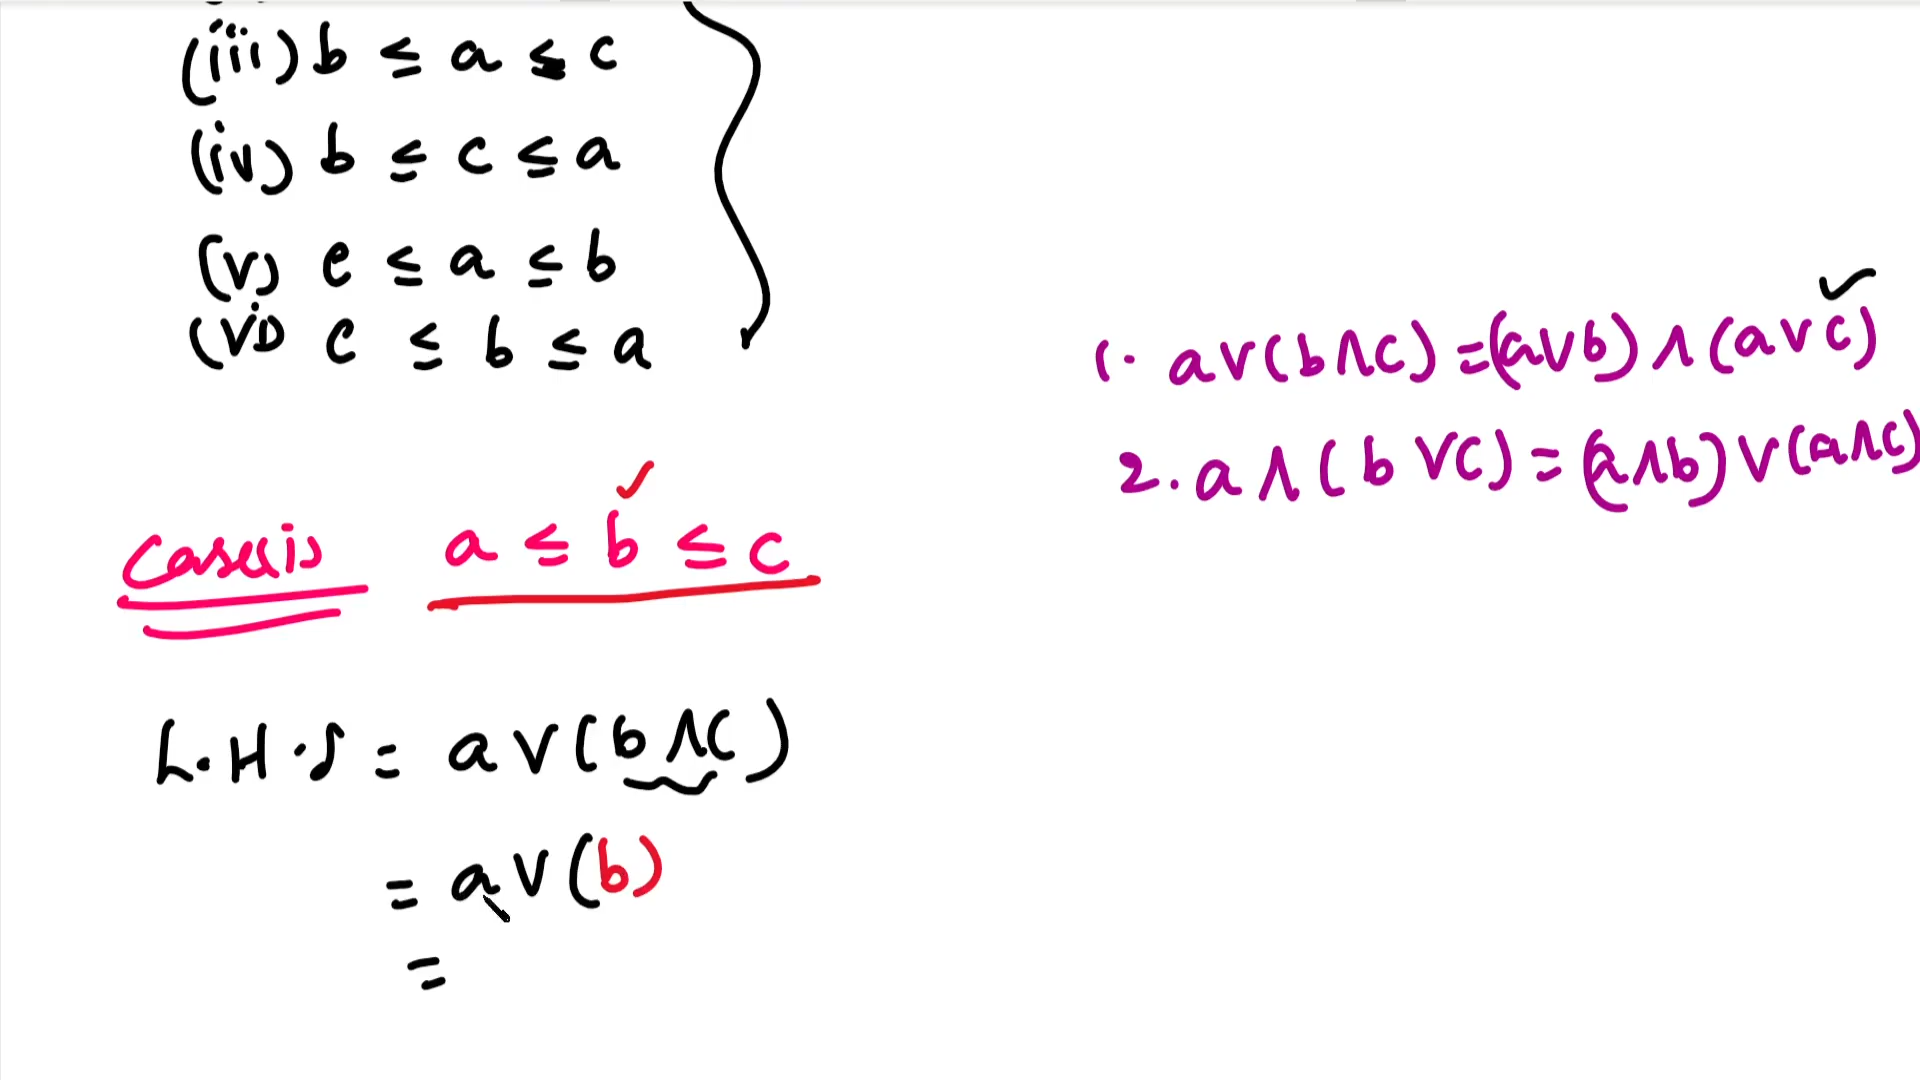 (iii) b ≤ a ≤ c
(iv) b ≤ c ≤ a
(v) c ≤ a ≤ b
(vi) c ≤ b ≤ a
1. a∨(b∧c) = (a∨b)∧(a∨c)
2. a∧(b∨c) = (a∧b)∨(a∧c)
Case(i) a ≤ b ≤ c
L.H.S = a∨(b∧c)
= a∨(b)
=